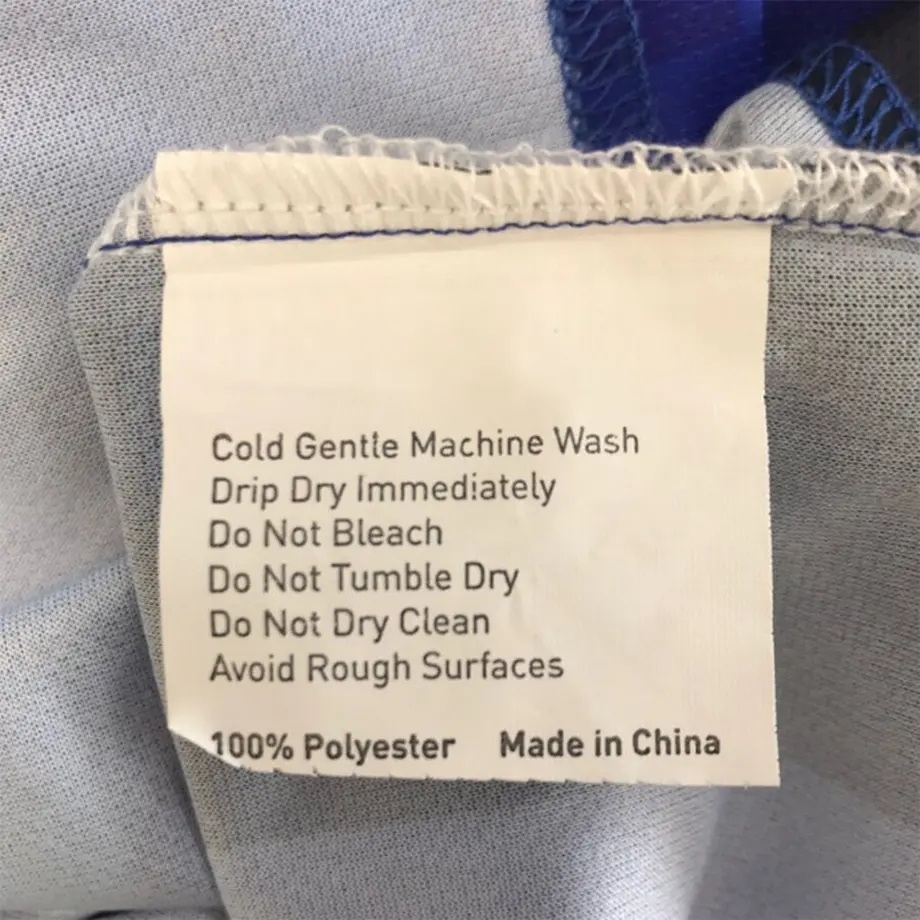 Cold Gentle Machine Wash
Drip Dry Immediately
Do Not Bleach
Do Not Tumble Dry
Do Not Dry Clean
Avoid Rough Surfaces
100% Polyester Made in China